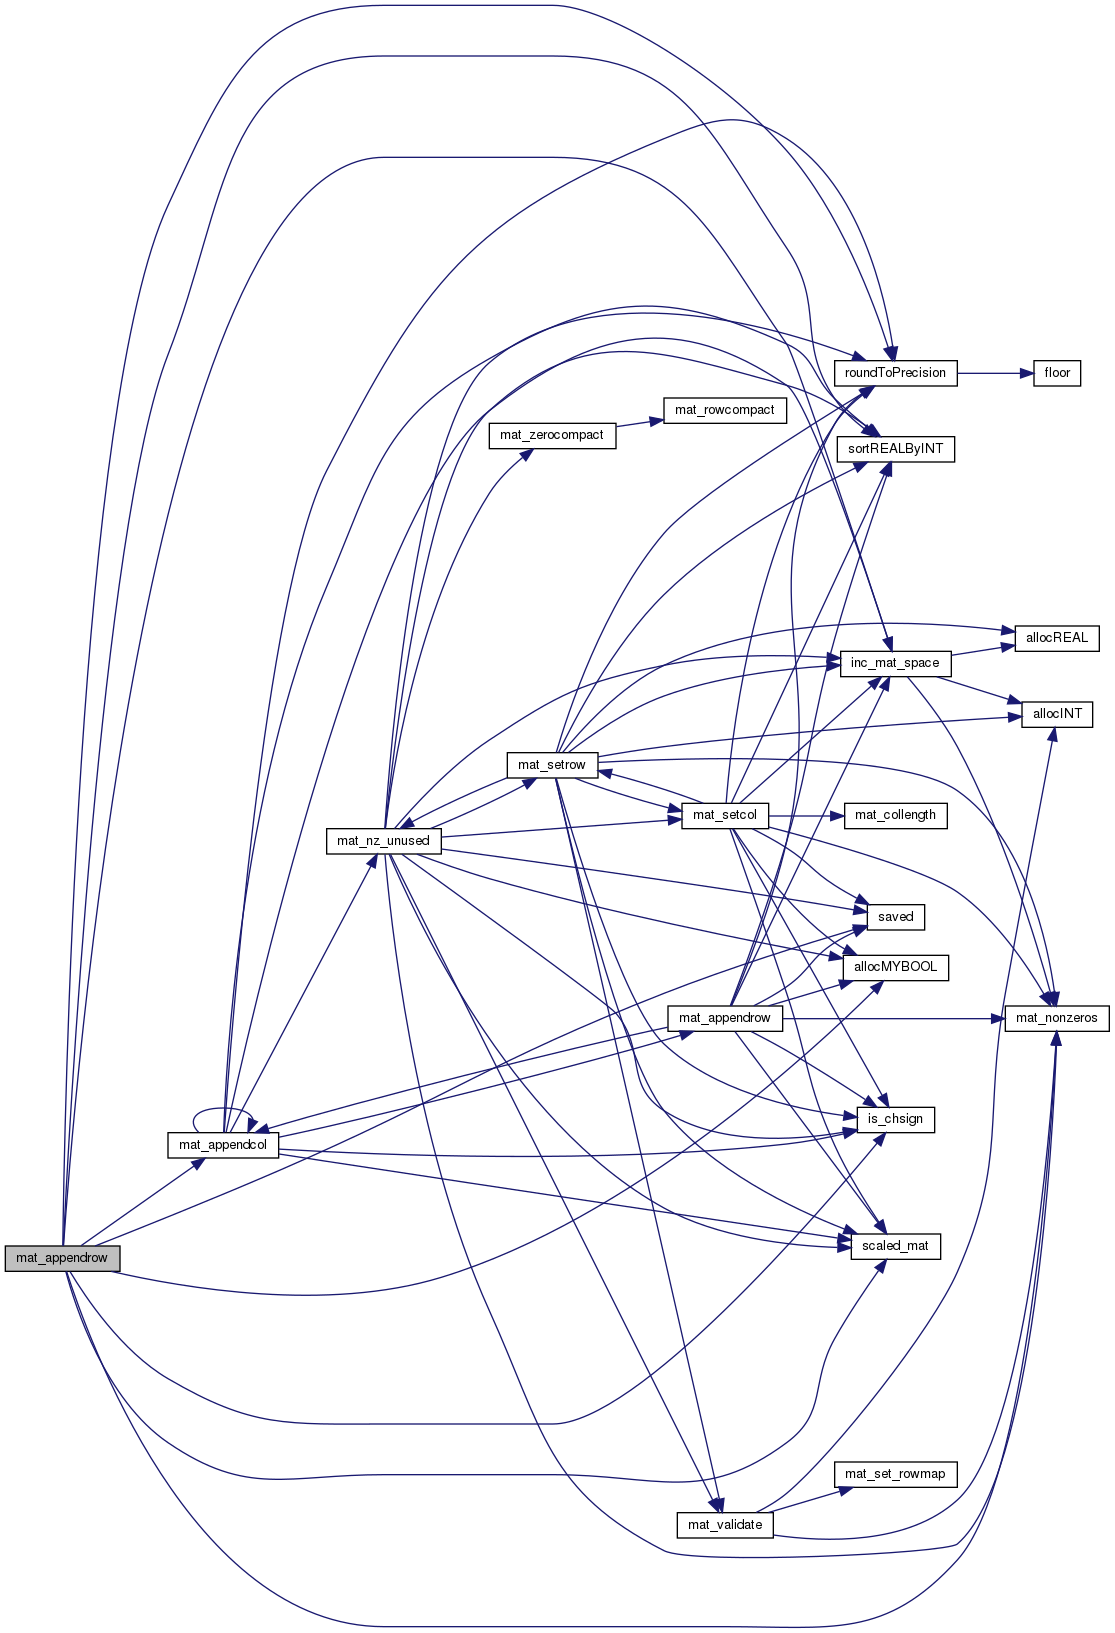 roundToPrecision
floor
mat_rowcompact
mat_zerocompact
sortREALByINT
allocREAL
inc_mat_space
allocINT
mat_setrow
mat_setcol
mat_collength
mat_nz_unused
saved
allocMYBOOL
mat_appendrow
mat_nonzeros
is_chsign
mat_appendcol
scaled_mat
mat_appendrow
mat_set_rowmap
mat_validate